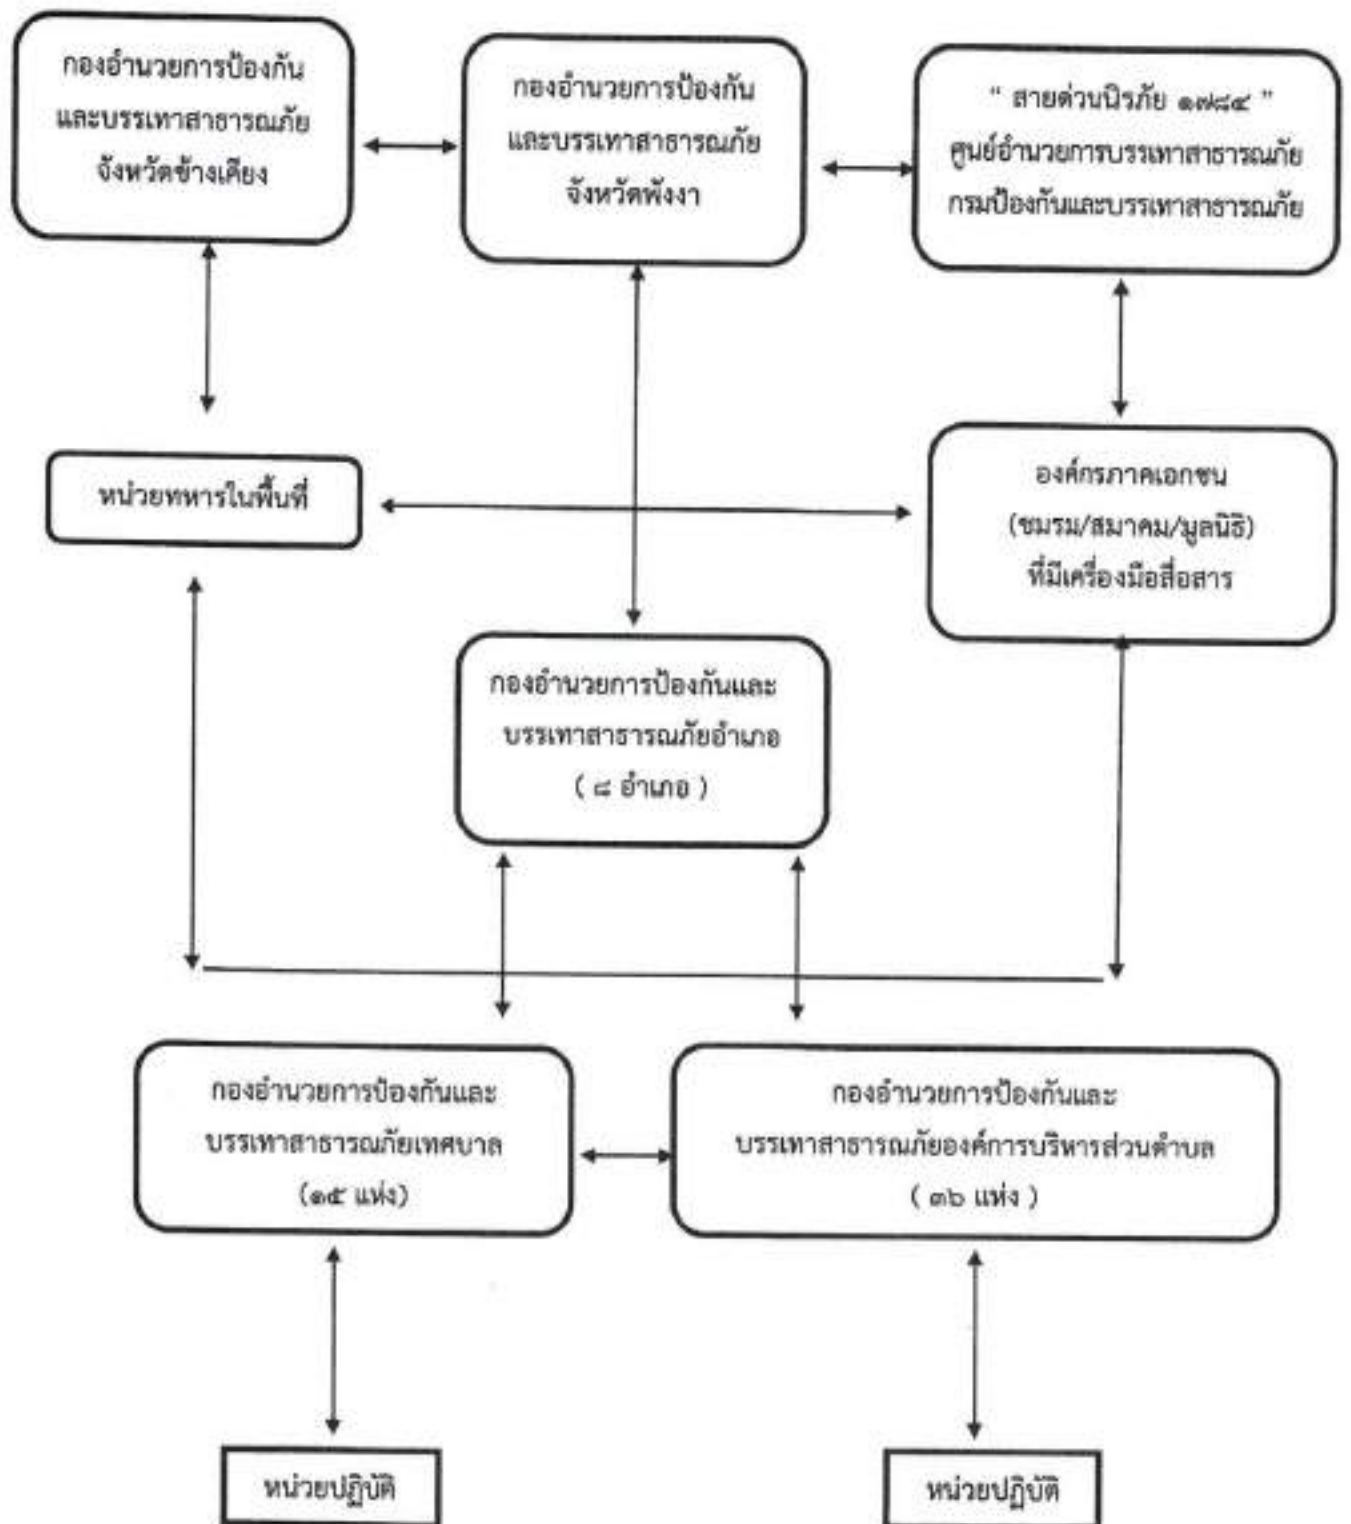 กองอำนวยการป้องกัน
และบรรเทาสาธารณภัย
จังหวัดข้างเคียง
กองอำนวยการป้องกัน
และบรรเทาสาธารณภัย
จังหวัดพังงา
“ สายด่วนนิรภัย ๑๗๘๔ ”
ศูนย์อำนวยการบรรเทาสาธารณภัย
กรมป้องกันและบรรเทาสาธารณภัย
หน่วยทหารในพื้นที่
องค์กรภาคเอกชน
(ชมรม/สมาคม/มูลนิธิ)
ที่มีเครื่องมือสื่อสาร
กองอำนวยการป้องกันและ
บรรเทาสาธารณภัยอำเภอ
( ๘ อำเภอ )
กองอำนวยการป้องกันและ
บรรเทาสาธารณภัยเทศบาล
(๑๕ แห่ง)
กองอำนวยการป้องกันและ
บรรเทาสาธารณภัยองค์การบริหารส่วนตำบล
( ๓๖ แห่ง )
หน่วยปฏิบัติ
หน่วยปฏิบัติ